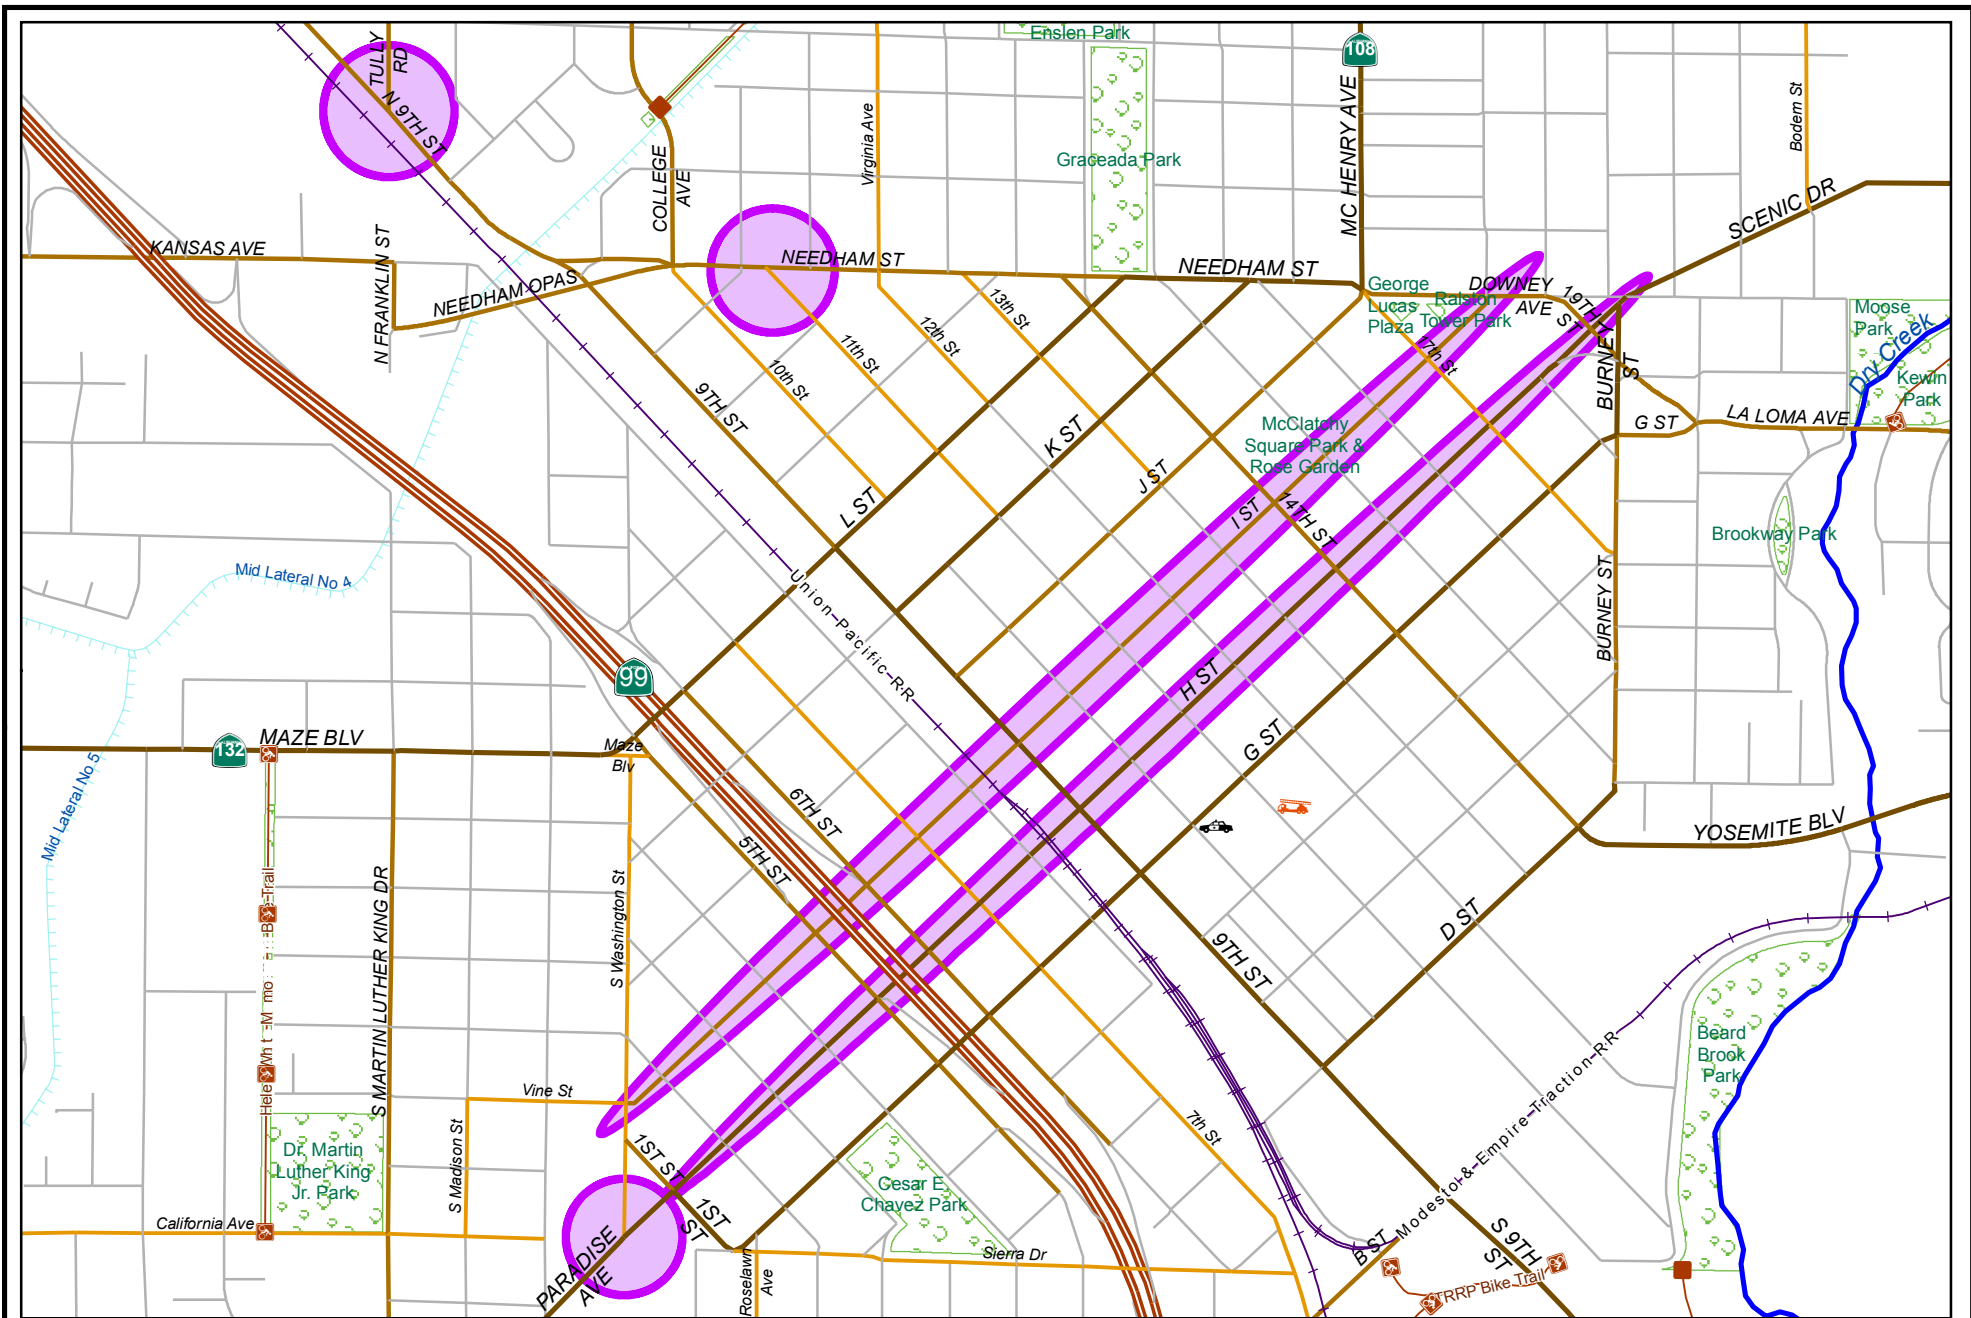 Enslen Park
108
TULLY
RD
N 9TH ST
COLLEGE
AVE
Virginia Ave
Graceada Park
MC HENRY AVE
Bodem St
SCENIC DR
KANSAS AVE
N FRANKLIN ST
NEEDHAM OPAS
NEEDHAM ST
NEEDHAM ST
George
Lucas
Plaza
Ralston
Tower Park
DOWNEY
AVE
19TH
ST
Moose
Park
Dry Creek
Kewin
Park
13th St
12th St
11th St
10th St
9TH ST
17th St
BURNEY
ST
G ST
LA LOMA AVE
K ST
J ST
L ST
McClatchy
Square Park &
Rose Garden
I ST
14TH ST
Brookway Park
Mid Lateral No 4
Union Pacific RR
BURNEY ST
99
H ST
132
MAZE BLV
Maze
Blv
G ST
Mid Lateral No 5
6TH ST
5TH ST
YOSEMITE BLV
S MARTIN LUTHER KING DR
S Washington St
9TH ST
D ST
Beard
Brook
Park
Modesto & Empire Traction RR
Vine St
S Madison St
1ST ST
1ST
ST
7th St
Dr. Martin
Luther King
Jr. Park
Cesar E.
Chavez Park
California Ave
PARADISE
AVE
Roselawn
Ave
Sierra Dr
B ST
S 9TH
ST
TRRP Bike Trail